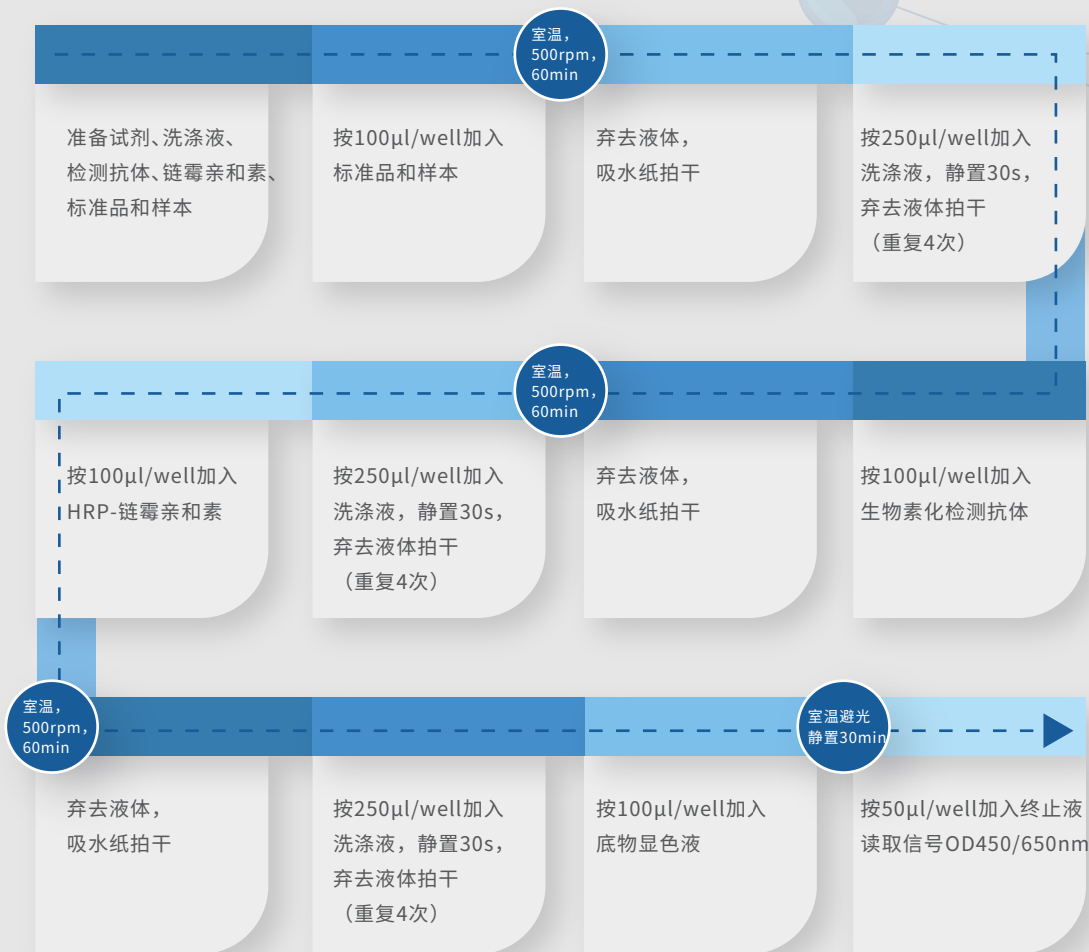 室温，
500rpm，
60min
准备试剂、洗涤液、
检测抗体、链霉亲和素、
标准品和样本
按100μl/well加入
标准品和样本
弃去液体，
吸水纸拍干
按250μl/well加入
洗涤液，静置30s，
弃去液体拍干
（重复4次）
室温，
500rpm，
60min
按100μl/well加入
HRP-链霉亲和素
按250μl/well加入
洗涤液，静置30s，
弃去液体拍干
（重复4次）
弃去液体，
吸水纸拍干
按100μl/well加入
生物素化检测抗体
室温，
500rpm，
60min
室温避光
静置30min
弃去液体，
吸水纸拍干
按250μl/well加入
洗涤液，静置30s，
弃去液体拍干
（重复4次）
按100μl/well加入
底物显色液
按50μl/well加入终止液
读取信号OD450/650nm